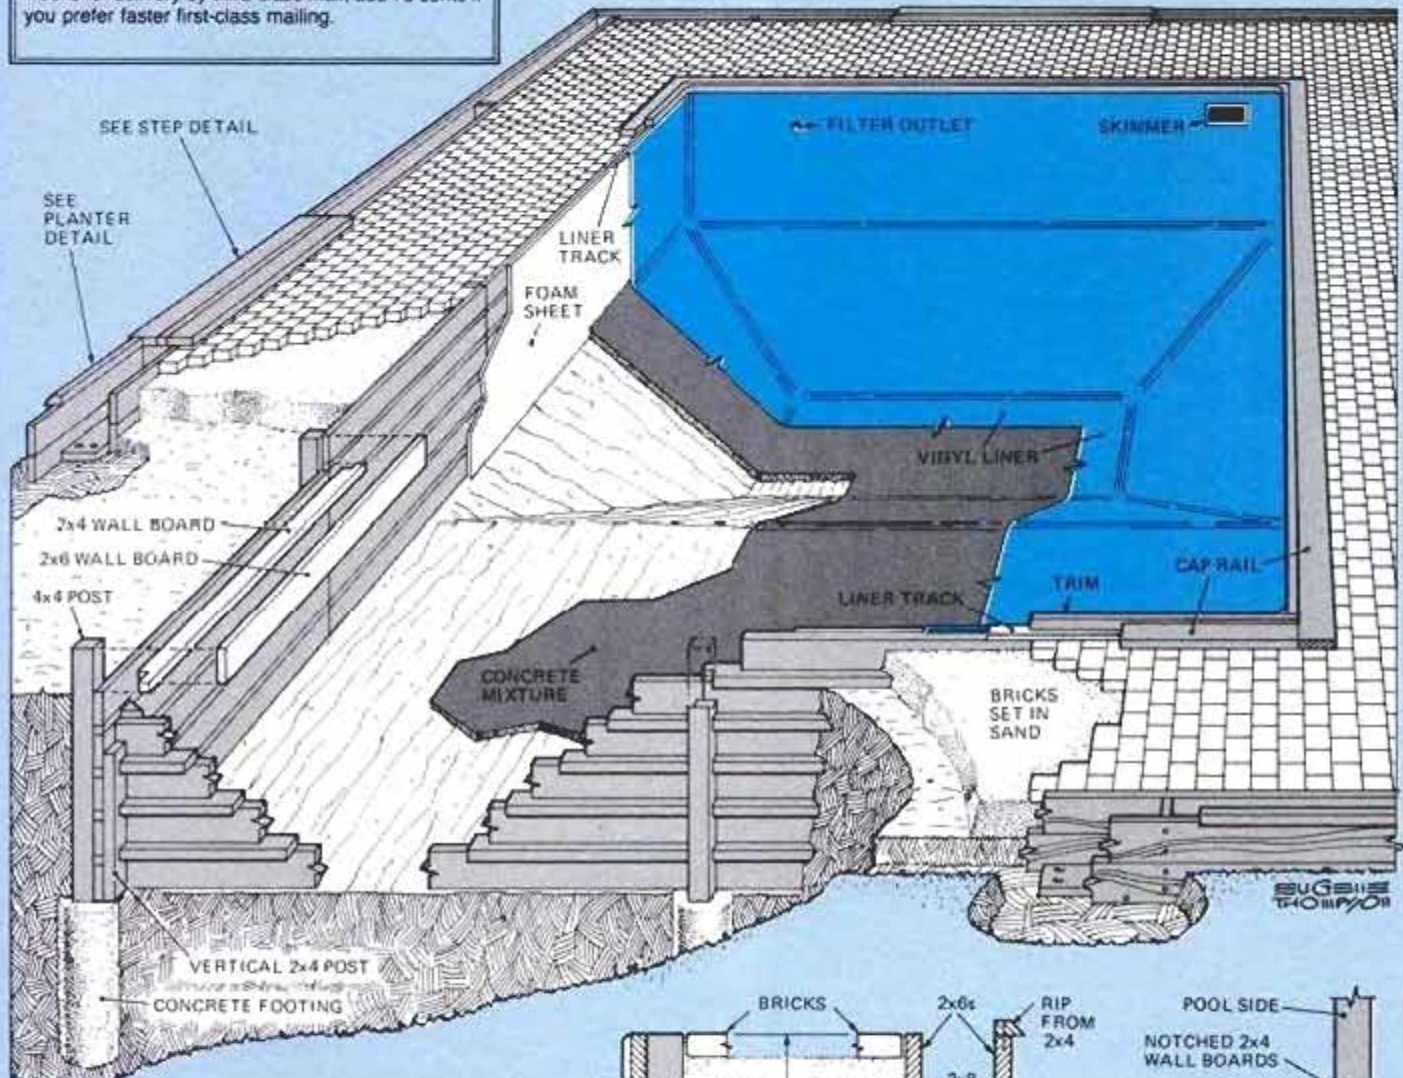 you prefer faster first-class mailing.
SEE STEP DETAIL
SEE
PLANTER
DETAIL
FILTER OUTLET
SKIMMER
LINER
TRACK
FOAM
SHEET
VINYL LINER
2x4 WALL BOARD
2x6 WALL BOARD
4x4 POST
LINER TRACK
TRIM
CAP RAIL
CONCRETE
MIXTURE
BRICKS
SET IN
SAND
EUGENE
THOMPSON
VERTICAL 2x4 POST
CONCRETE FOOTING
BRICKS
2x6s
RIP
FROM
2x4
POOL SIDE
NOTCHED 2x4
WALL BOARDS